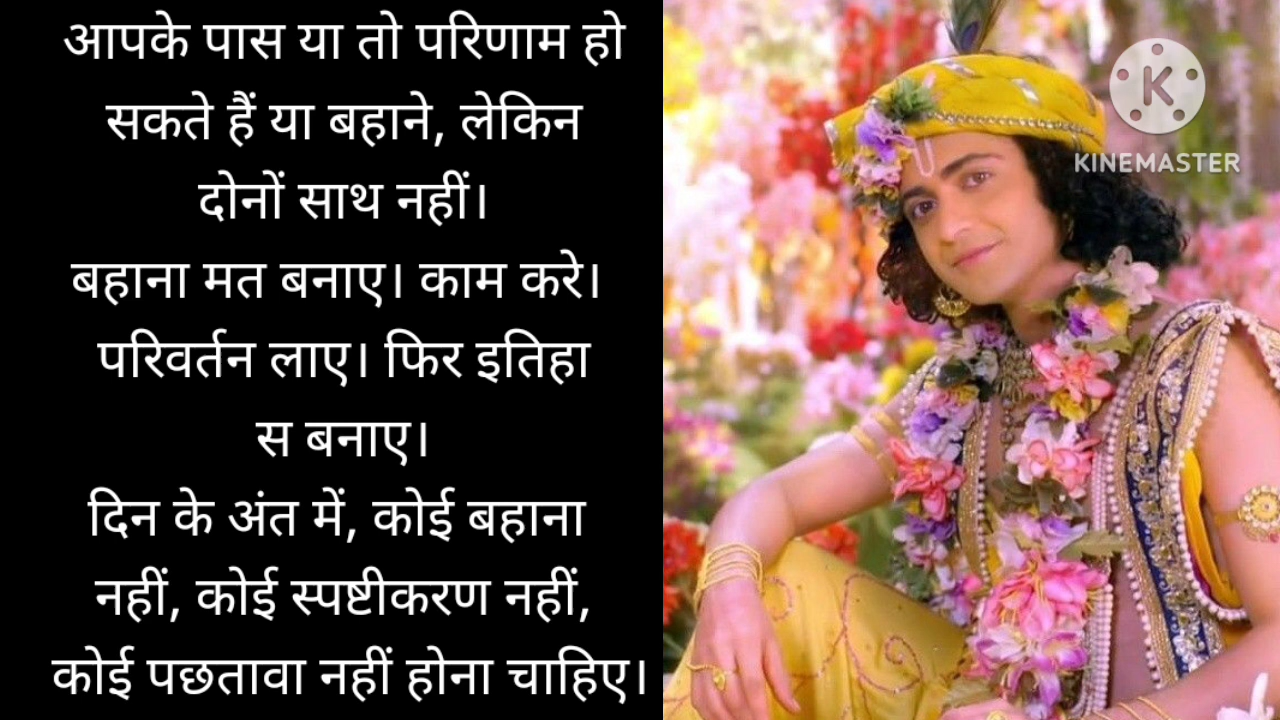 आपके पास या तो परिणाम हो
सकते हैं या बहाने, लेकिन
दोनों साथ नहीं।
बहाना मत बनाए। काम करे।
परिवर्तन लाए। फिर इतिहा
स बनाए।
दिन के अंत में, कोई बहाना
नहीं, कोई स्पष्टीकरण नहीं,
कोई पछतावा नहीं होना चाहिए।
K
KINEMASTER